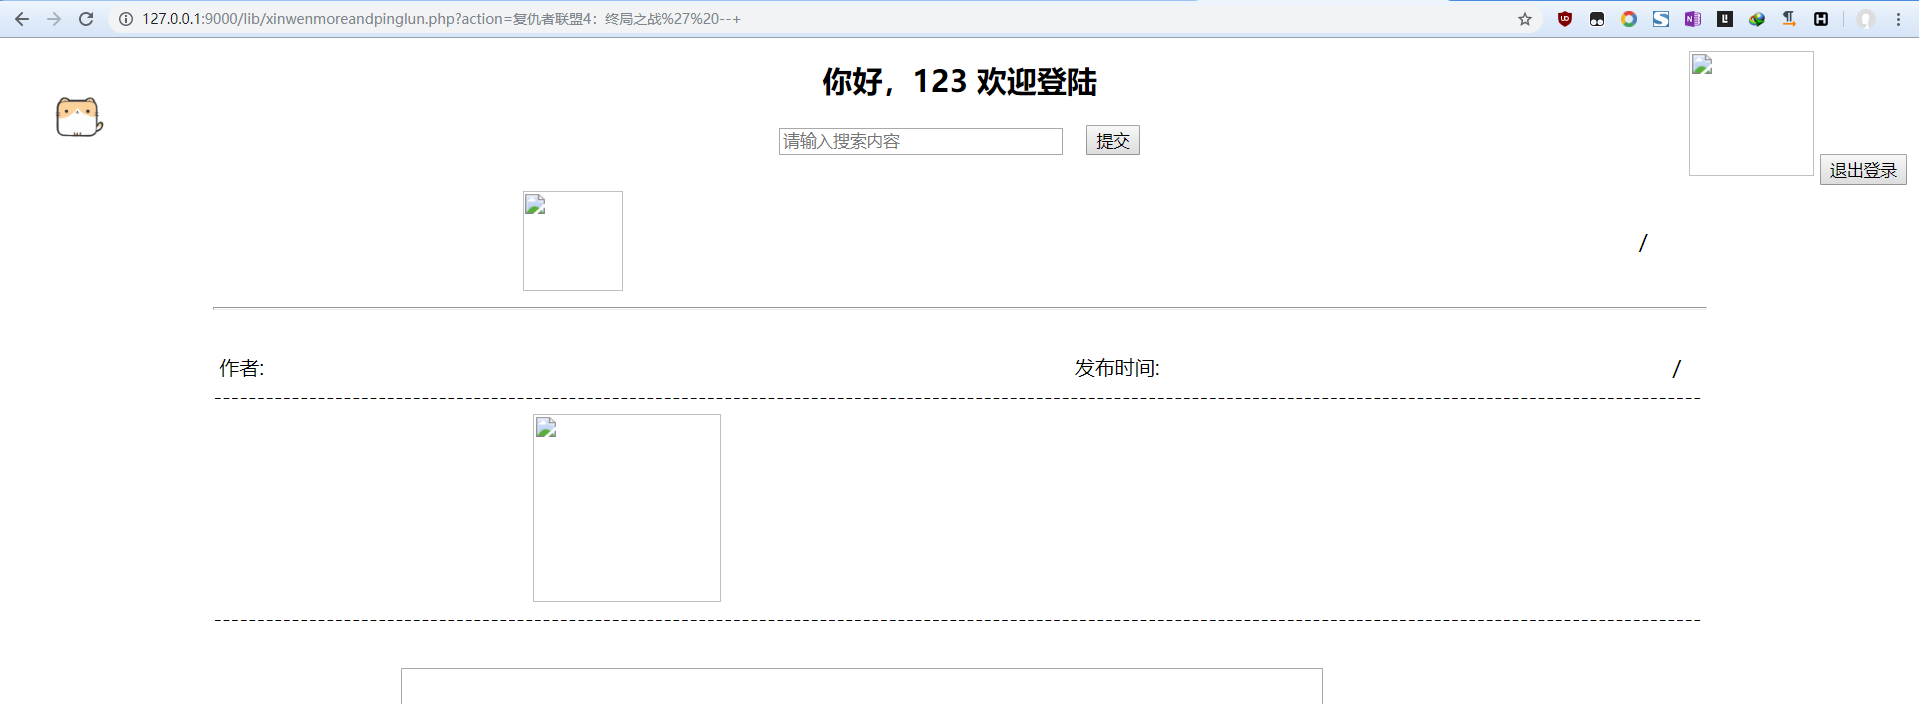 127.0.0.1:9000/lib/xinwenmoreandpinglun.php?action=复仇者联盟4：终局之战%27%20--+
你好，123 欢迎登陆
请输入搜索内容 提交
退出登录
/
作者: 发布时间: /